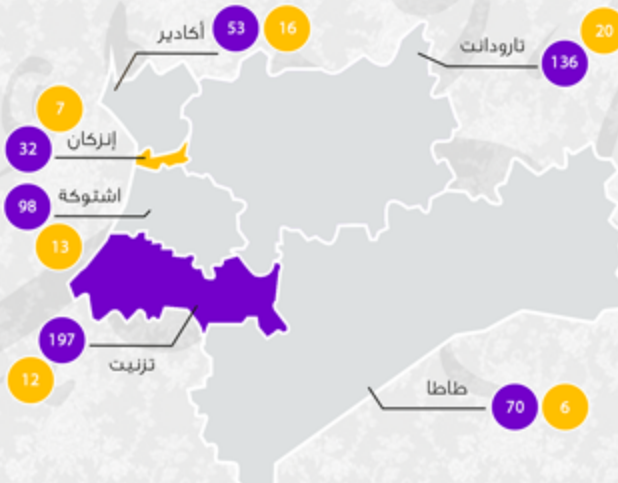 أكادير 53 16
تارودانت 136 20
7
إنزكان 32
اشتوكة 98
13
197
تزنيت
12
طاطا 70 6